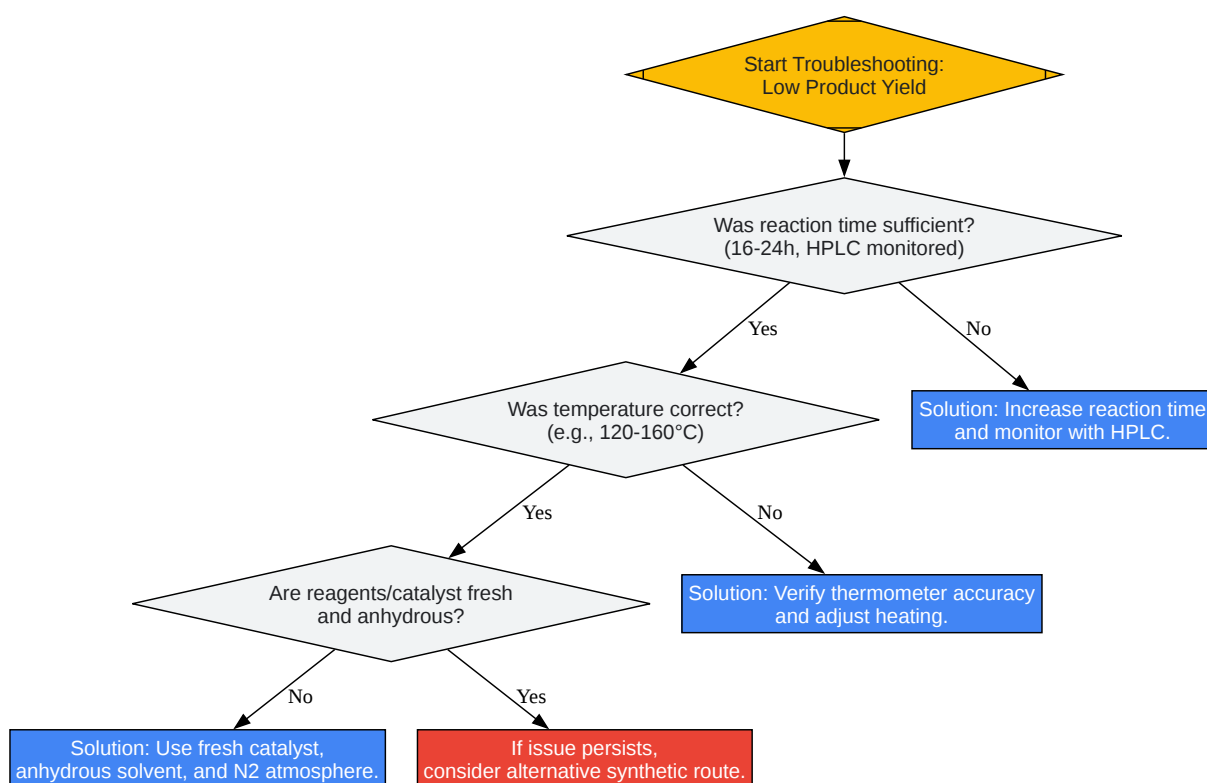 Start Troubleshooting:
Low Product Yield
Was reaction time sufficient?
(16-24h, HPLC monitored)
Yes
No
Was temperature correct?
(e.g., 120-160°C)
Solution: Increase reaction time
and monitor with HPLC.
Yes
No
Are reagents/catalyst fresh
and anhydrous?
Solution: Verify thermometer accuracy
and adjust heating.
No
Yes
Solution: Use fresh catalyst,
anhydrous solvent, and N2 atmosphere.
If issue persists,
consider alternative synthetic route.